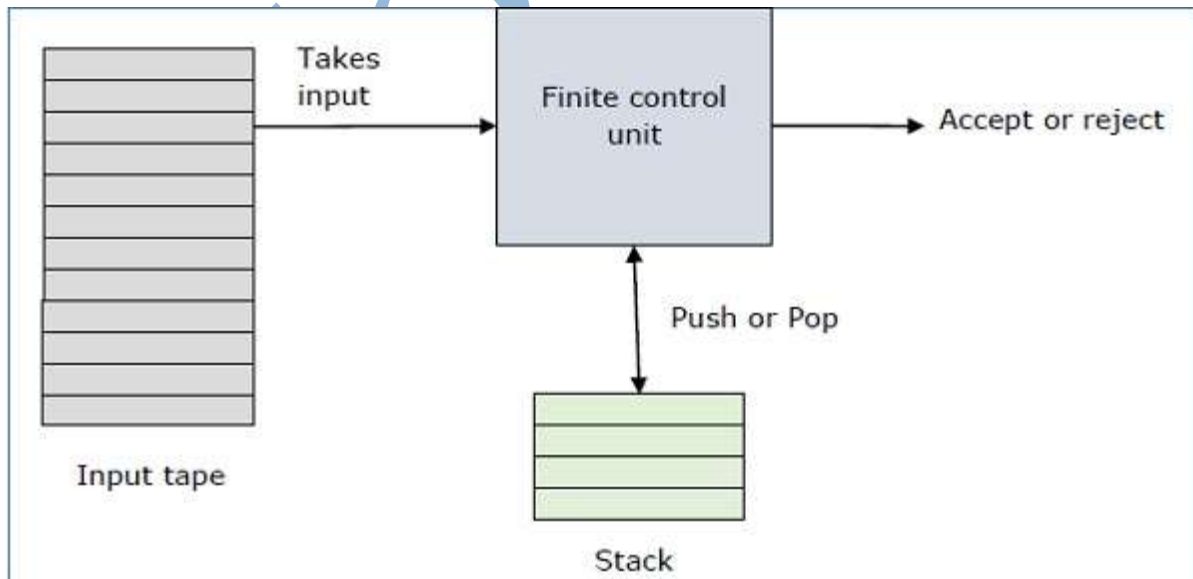 Takes
input
Finite control
unit
Accept or reject
Push or Pop
Input tape
Stack